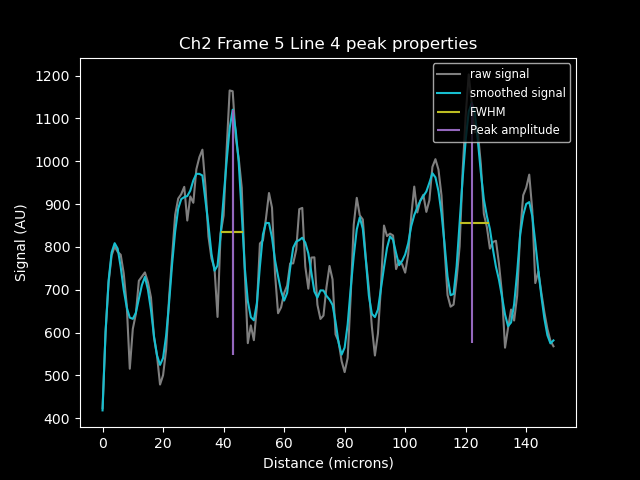 Ch2 Frame 5 Line 4 peak properties
raw signal
smoothed signal
FWHM
Peak amplitude
Signal (AU)
1200
1100
1000
900
800
700
600
500
400
0 20 40 60 80 100 120 140
Distance (microns)